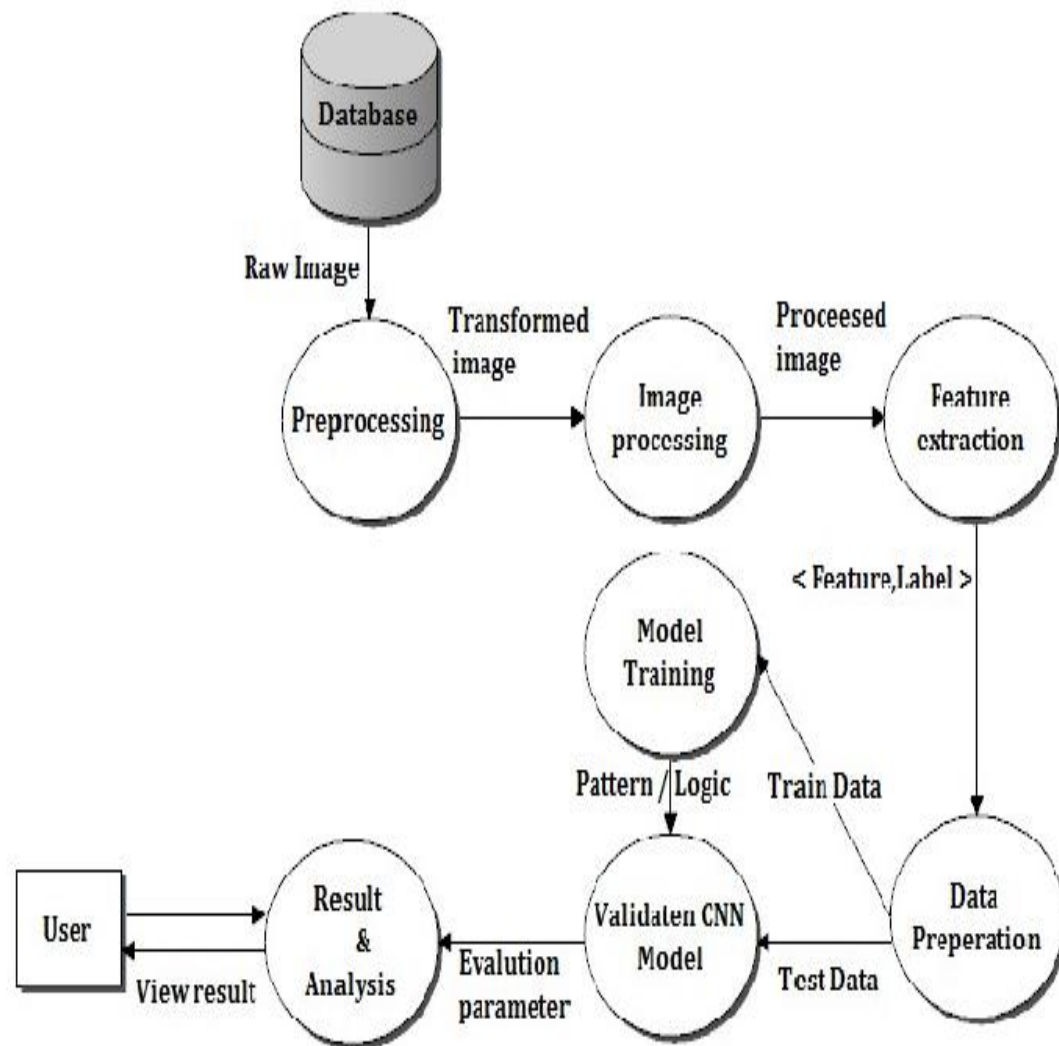 Database
Raw Image
Transformed
image
Proceesed
image
Preprocessing
Image
processing
Feature
extraction
< Feature,Label >
Model
Training
Pattern / Logic
Train Data
User
Result
&
Analysis
Validaten CNN
Model
Data
Preperation
View result
Evalution
parameter
Test Data